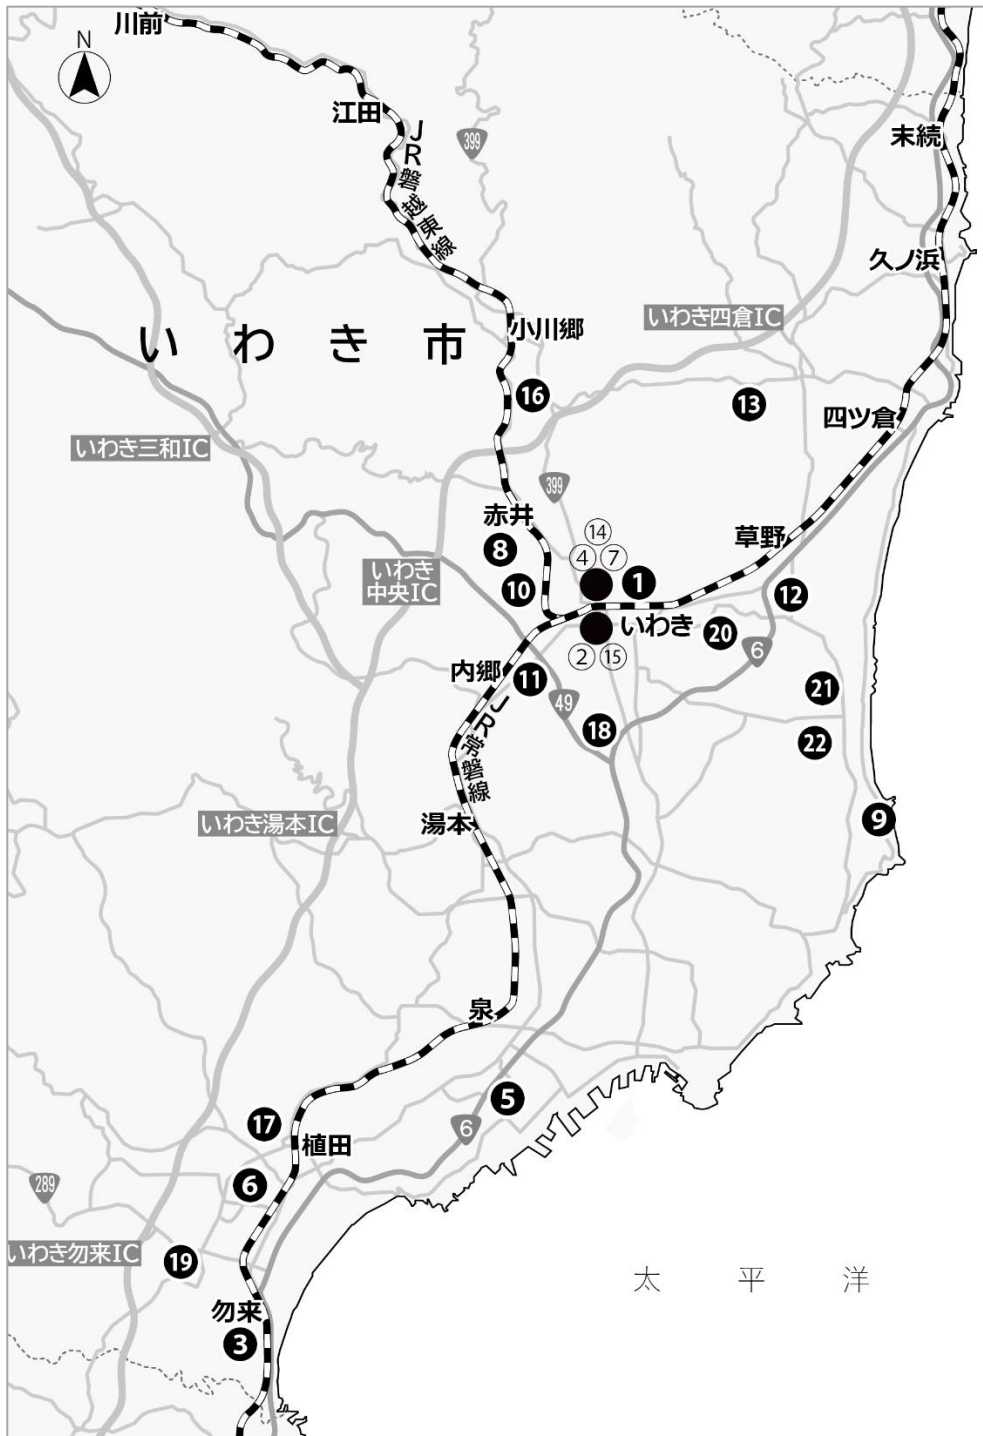 川前
N
江田
JR磐越東線
399
末続
久ノ浜
いわき四倉IC
小川郷
いわき市
16
13
四ツ倉
いわき三和IC
399
赤井
草野
14
8
4 7
いわき
中央IC
10
1
12
いわき
20
6
2 15
内郷
11
21
49
JR常磐線
18
22
いわき湯本IC
湯本
9
泉
5
17
6
植田
289
6
いわき勿来IC
19
太平洋
勿来
3